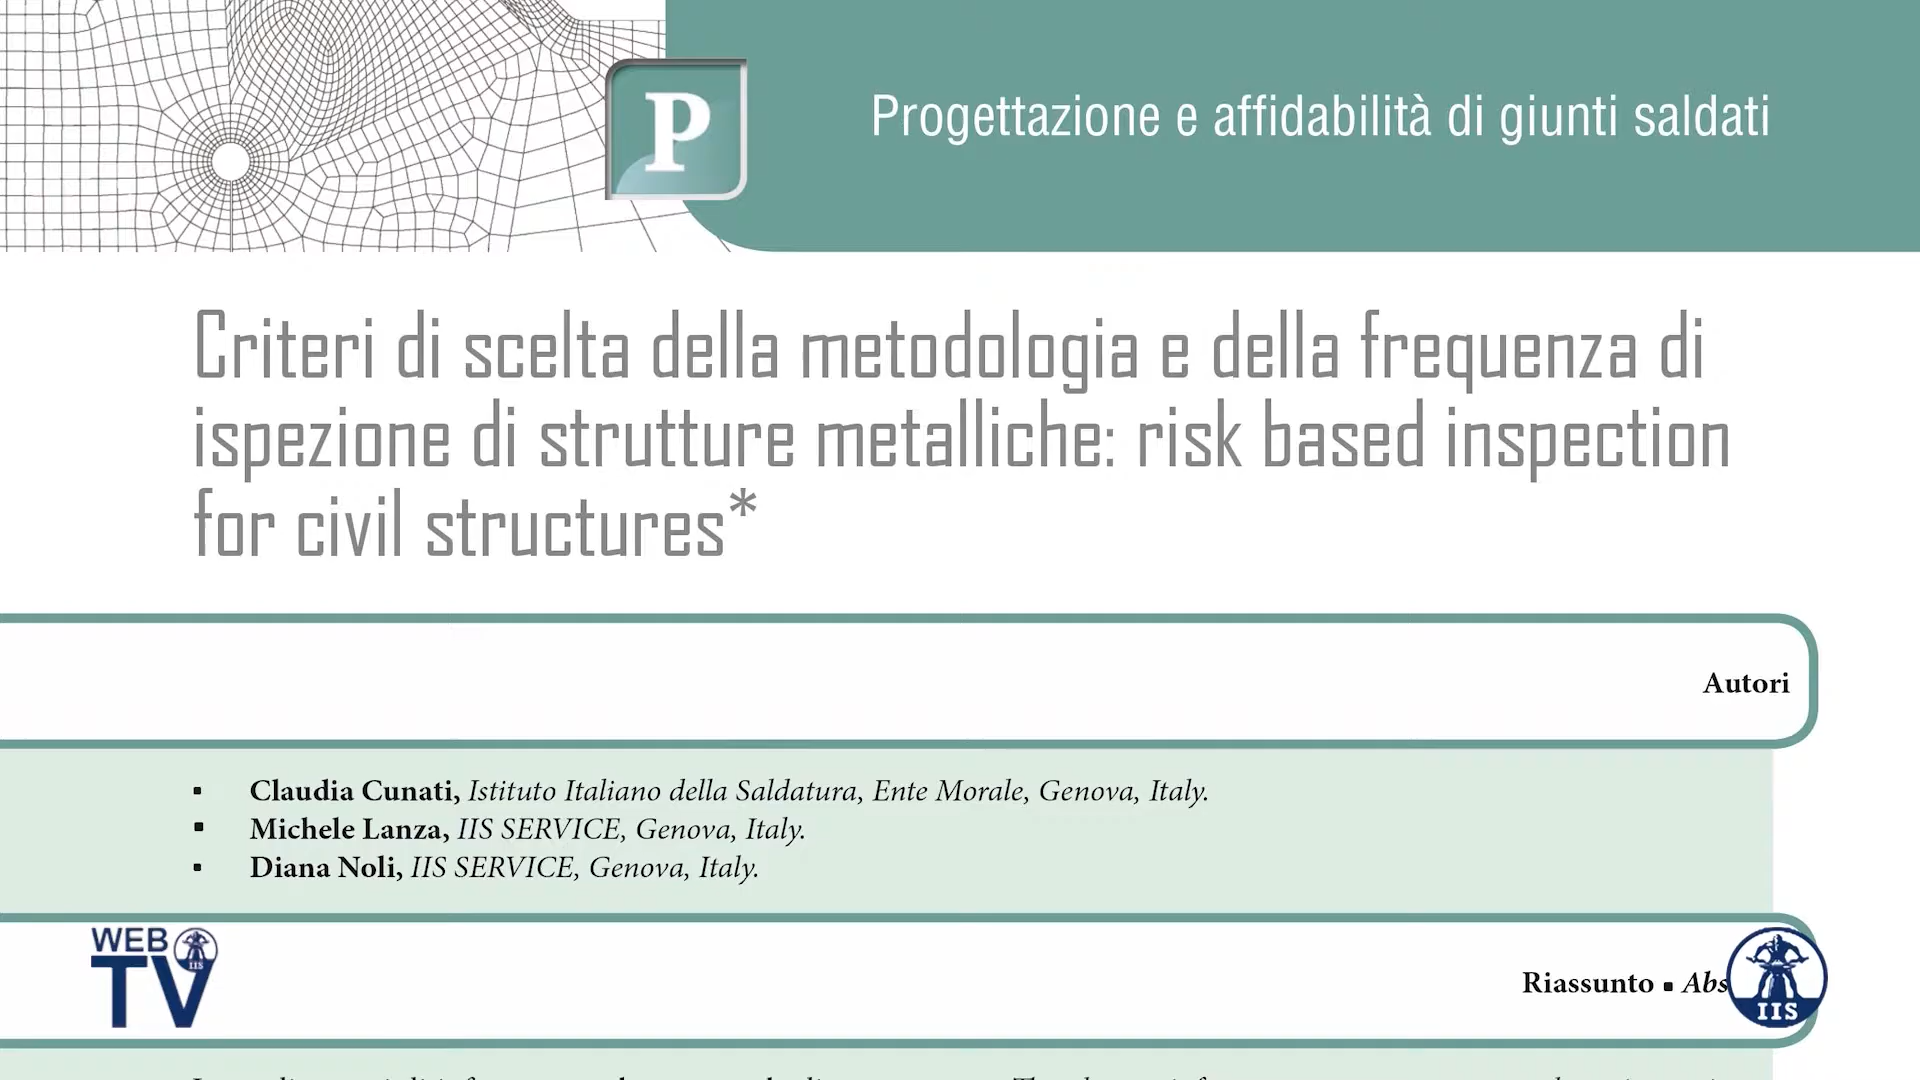 P
Progettazione e affidabilità di giunti saldati
Criteri di scelta della metodologia e della frequenza di
ispezione di strutture metalliche: risk based inspection
for civil structures*
Autori
▪ Claudia Cunati, Istituto Italiano della Saldatura, Ente Morale, Genova, Italy.
▪ Michele Lanza, IIS SERVICE, Genova, Italy.
▪ Diana Noli, IIS SERVICE, Genova, Italy.
WEB
IIS
TV
Riassunto ▪ Abs
IIS